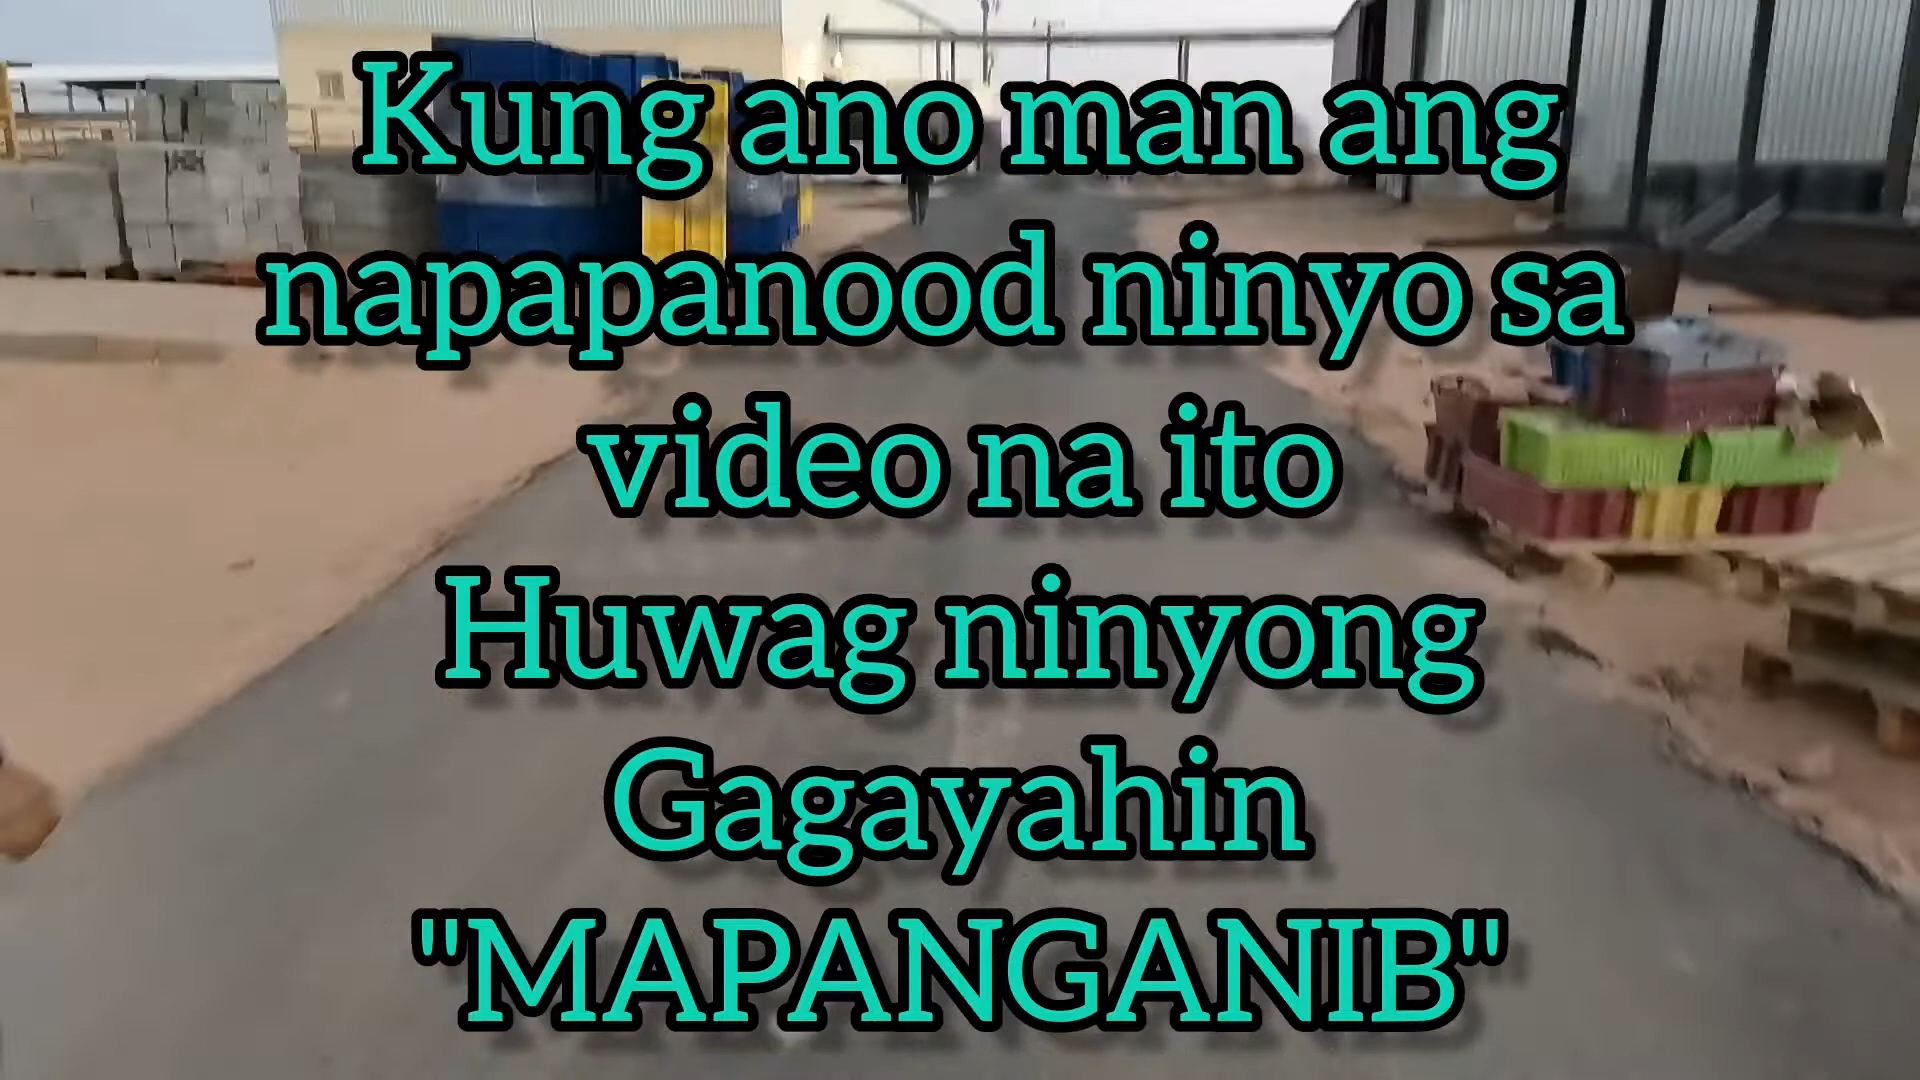 Kung ano man ang
napapanood ninyo sa
video na ito
Huwag ninyong
Gagayahin
"MAPANGANIB"